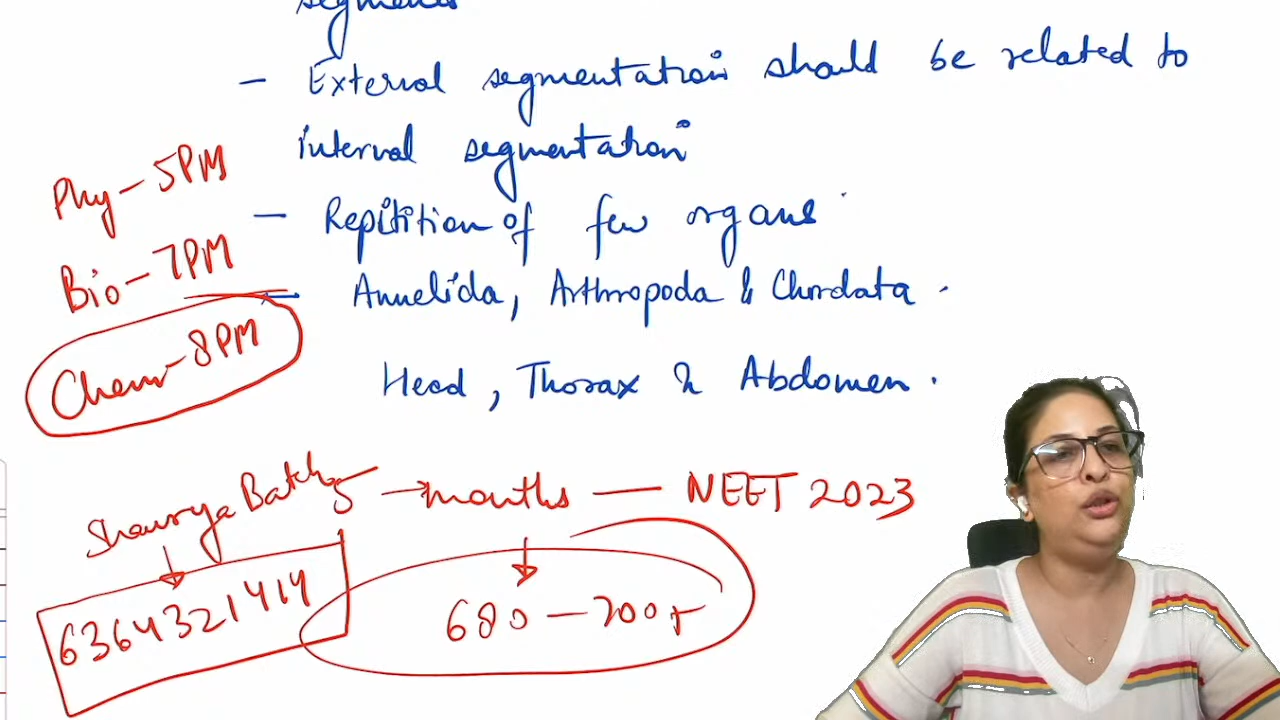 segments
- External segmentation should be related to
internal segmentation
- Repitition of few organs
- Annelida, Arthropoda & Chordata.
Head, Thorax & Abdomen.
Phy-5PM
Bio-7PM
Chem-8PM
Shaurya Batch 5 → months — NEET 2023
6364321414
680-700+